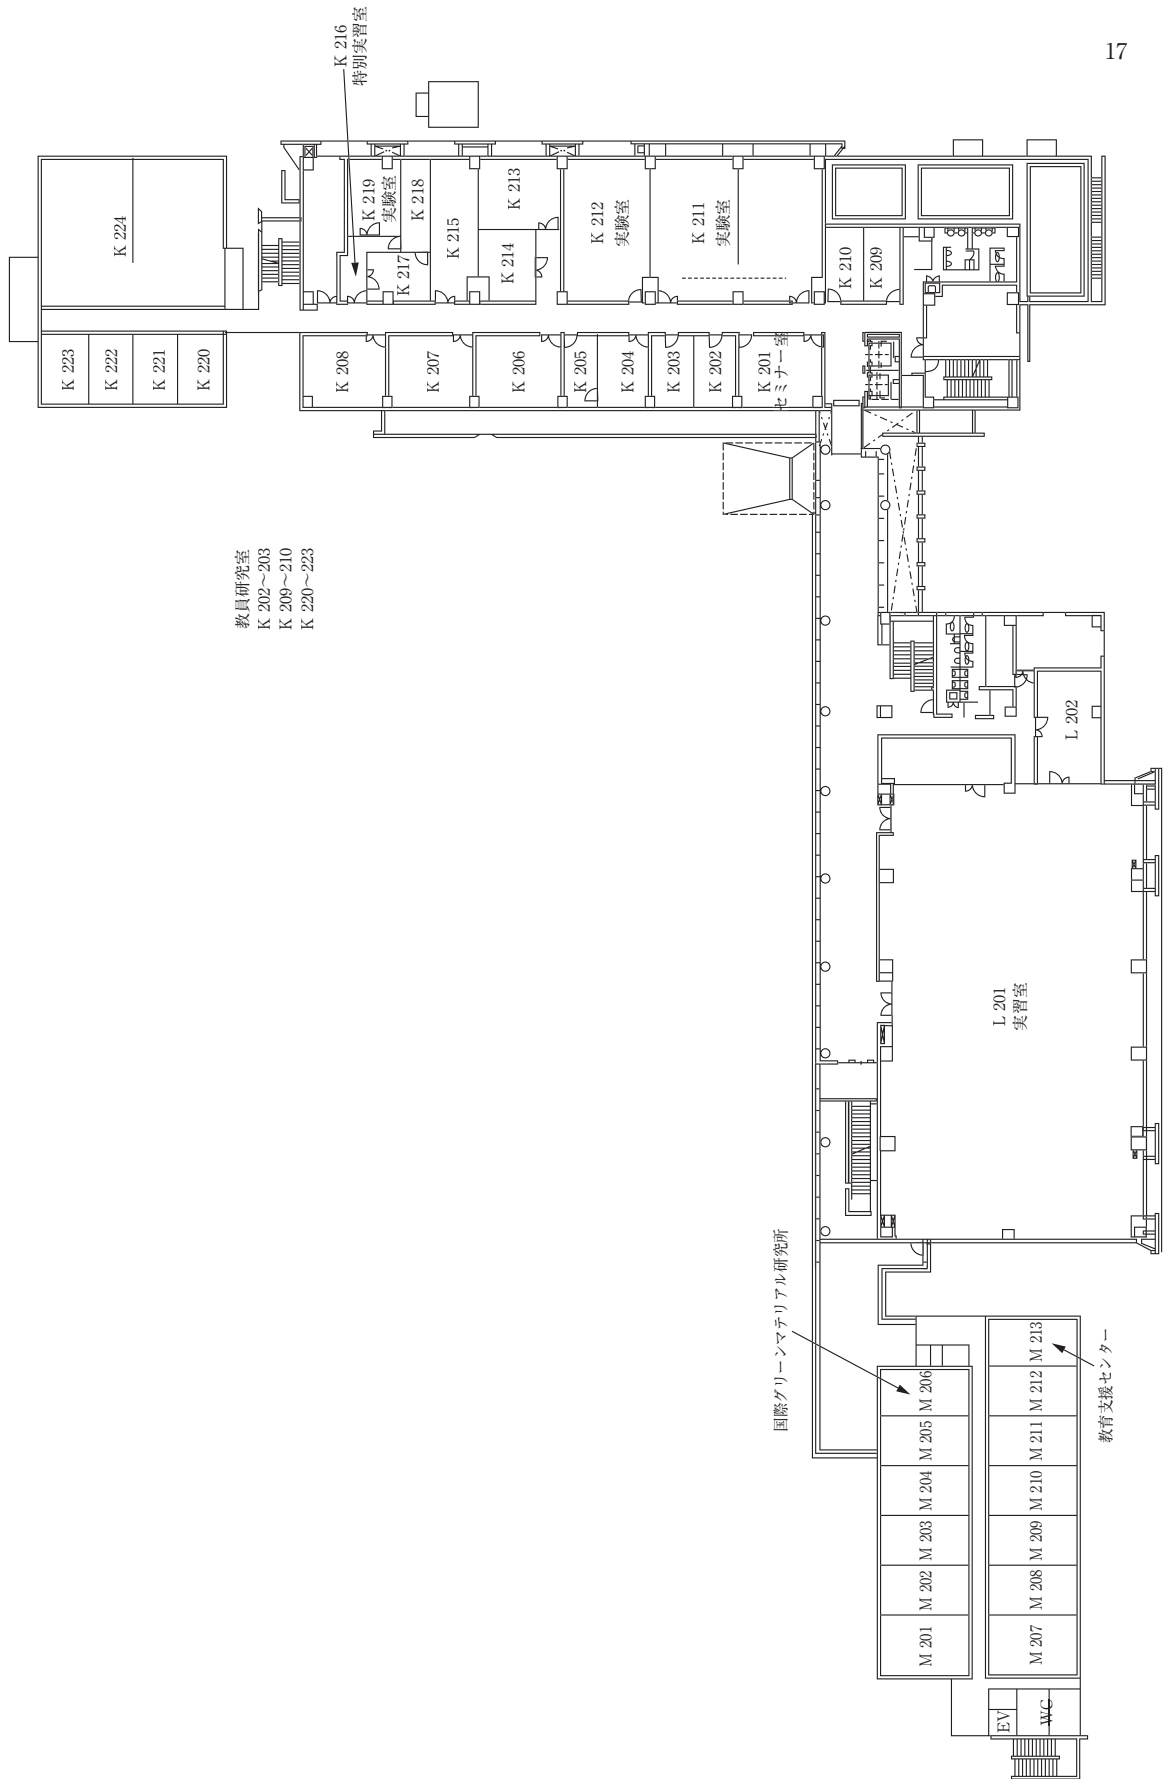 17
K 216
特別実習室
K 224
K 219
実験室
K 218
K 217
K 215
K 213
K 214
K 212
実験室
K 211
実験室
K 210
K 209
K 223
K 222
K 221
K 220
K 208
K 207
K 206
K 205
K 204
K 203
K 202
K 201
セミナー室
教員研究室
K 202〜203
K 209〜210
K 220〜223
L 202
L 201
実習室
国際グリーンマテリアル研究所
M 206
M 205
M 204
M 203
M 202
M 201
M 213
M 212
M 211
M 210
M 209
M 208
M 207
教育支援センター
EV
WC